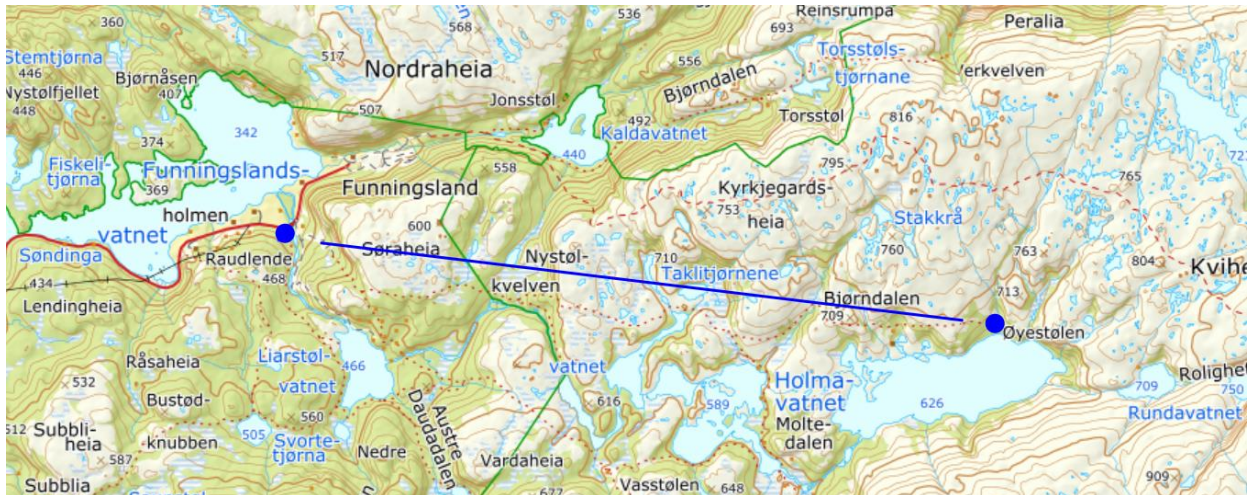 360
568
536
Reinsrumpa
Peralia
Stemtjørna
446
Bjørnåsen
407
517
Nordraheia
693
Torsstøls-
tjørnane
556
Bjørndalen
Nystølfjellet
448
507
Jonsstøl
492
Torsstøl
816
342
374
Kaldavatnet
440
Fiskeli-
tjørna
369
Funningslands-
vatnet
Funningsland
558
795
765
Kyrkjegards-
heia
753
holmen
600
Stakkrå
Søndinga
Raudlende
468
Søraheia
Nystøl-
kvelven
710
Taklitjørnene
760
763
804
434
Lendingheia
Bjørndalen
709
713
Øyestølen
Råsaheia
Liarstøl-
vatnet
466
vatnet
Holma-
vatnet
532
Bustød-
knubben
560
616
589
626
709
750
Rundavatnet
512
Subbli-
heia
587
505
Svorte-
tjørna
Nedre
Austre
Daudadalen
Vardaheia
Molte-
dalen
Subblia
677
Vasstølen
648
909